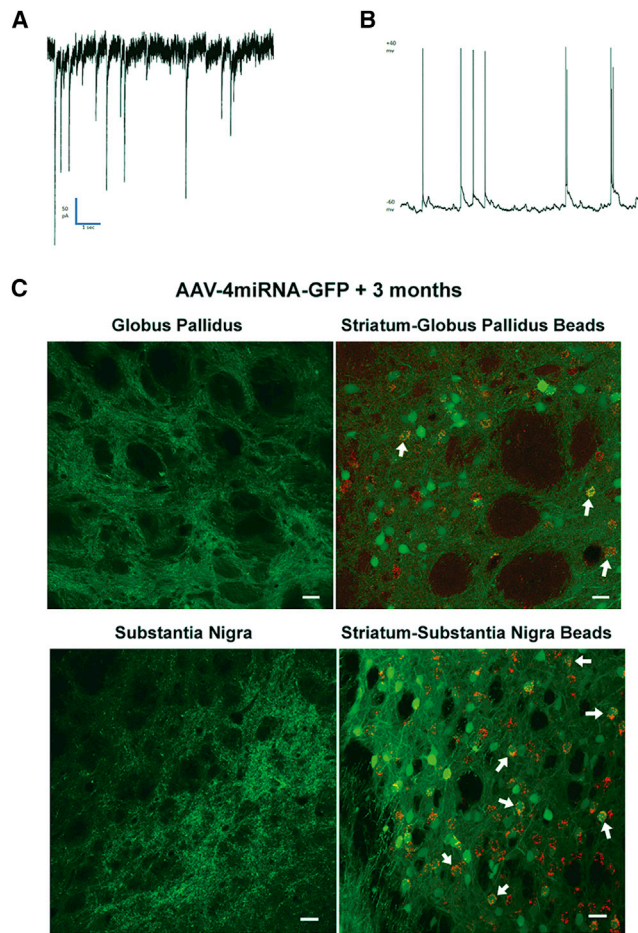 A
50
pA
1 sec
B
+40
mv
-60
mv
C
AAV-4miRNA-GFP + 3 months
Globus Pallidus
Striatum-Globus Pallidus Beads
Substantia Nigra
Striatum-Substantia Nigra Beads